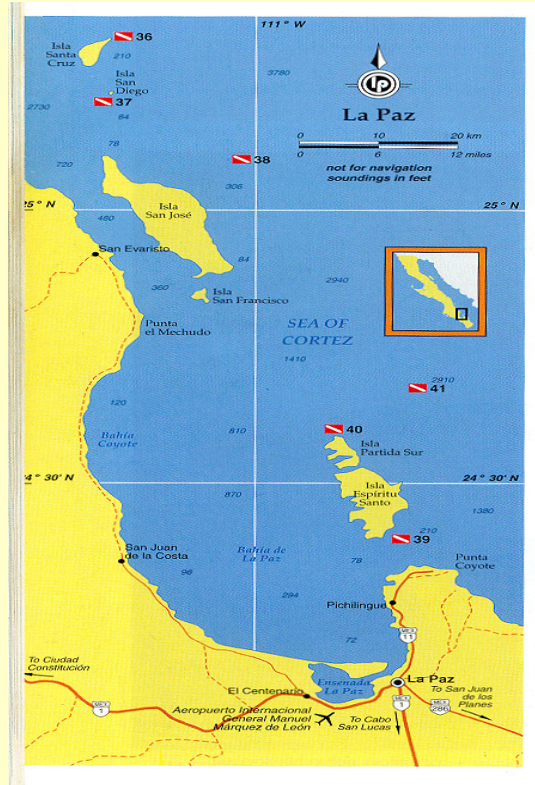 111° W
36
Isla
Santa
Cruz
210
Isla
San
Diego
3780
lp
La Paz
37
2730
84
0 10 20 km
0 6 12 miles
not for navigation
soundings in feet
78
38
720
306
Isla
San José
25° N
25° N
480
San Evaristo
84
360
Isla
San Francisco
2940
Punta
el Mechudo
SEA OF
CORTEZ
1410
2910
41
120
810
40
Bahía
Coyote
Isla
Partida Sur
24° 30' N
24° 30' N
Isla
Espíritu
Santo
870
1380
210
39
San Juan
de la Costa
Bahía de
La Paz
78
Punta
Coyote
96
294
Pichilingue
72
MEX
11
To Ciudad
Constitución
Ensenada
La Paz
La Paz
El Centenario
To San Juan
de los
Planes
MEX
1
Aeropuerto Internacional
General Manuel
Márquez de León
To Cabo
San Lucas
MEX
1
MEX
286